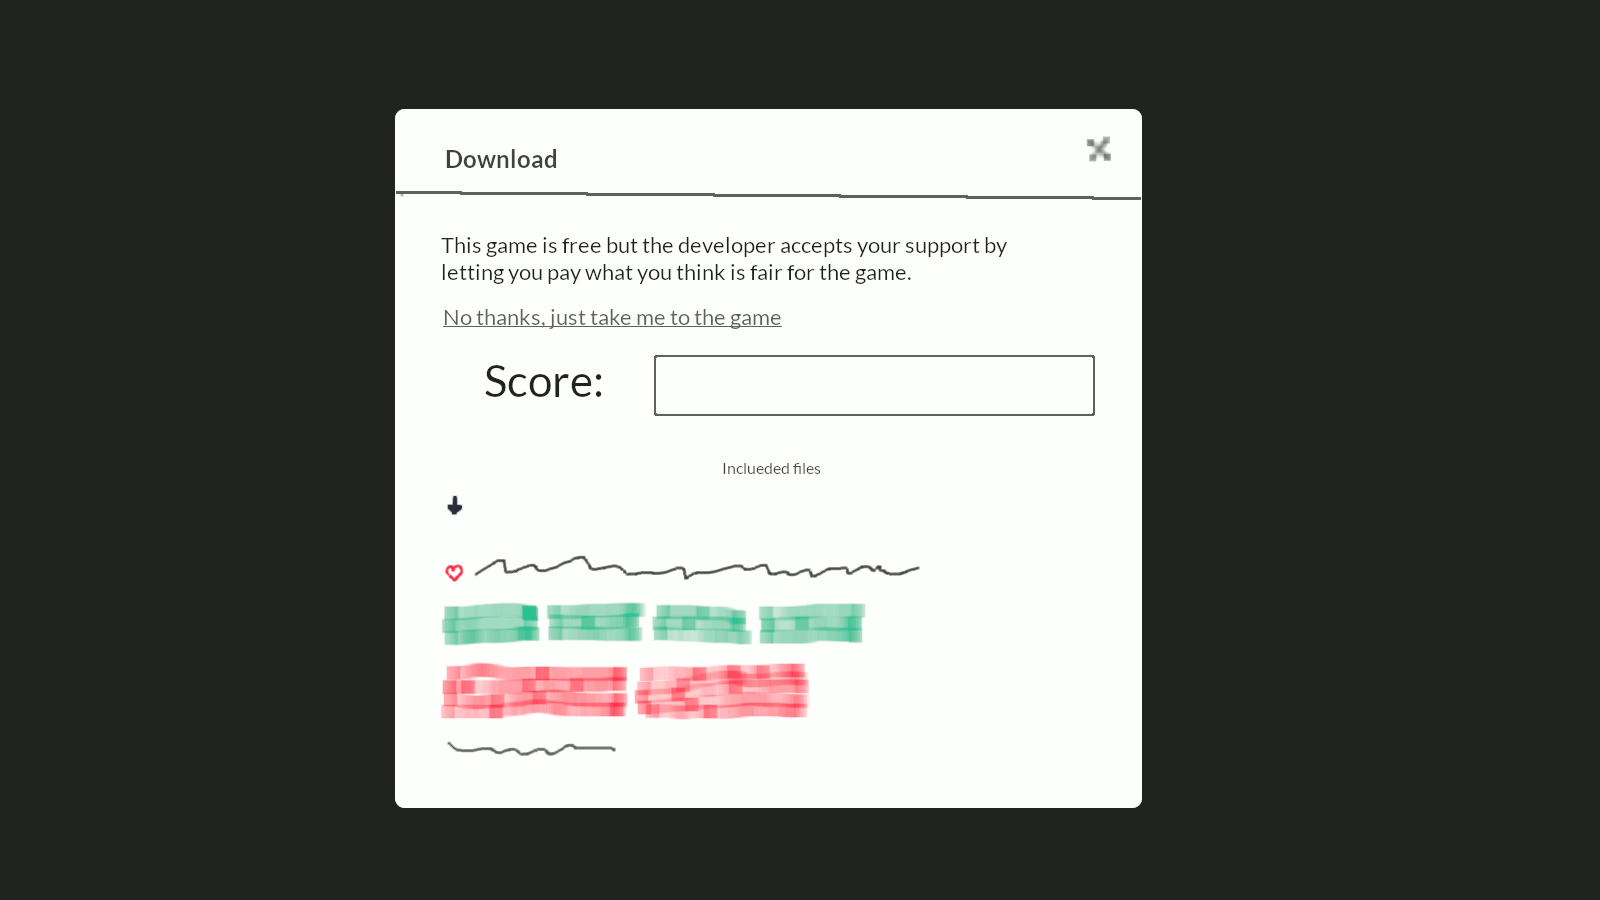 Download
This game is free but the developer accepts your support by
letting you pay what you think is fair for the game.
No thanks, just take me to the game
Score:
Inclueded files